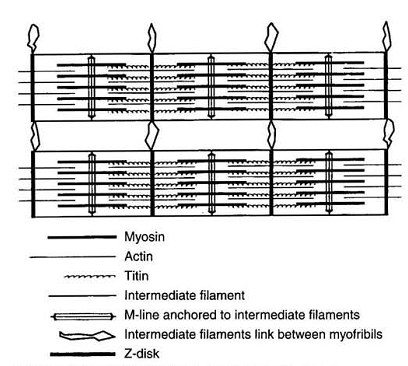 Myosin
Actin
Titin
Intermediate filament
M-line anchored to intermediate filaments
Intermediate filaments link between myofribils
Z-disk